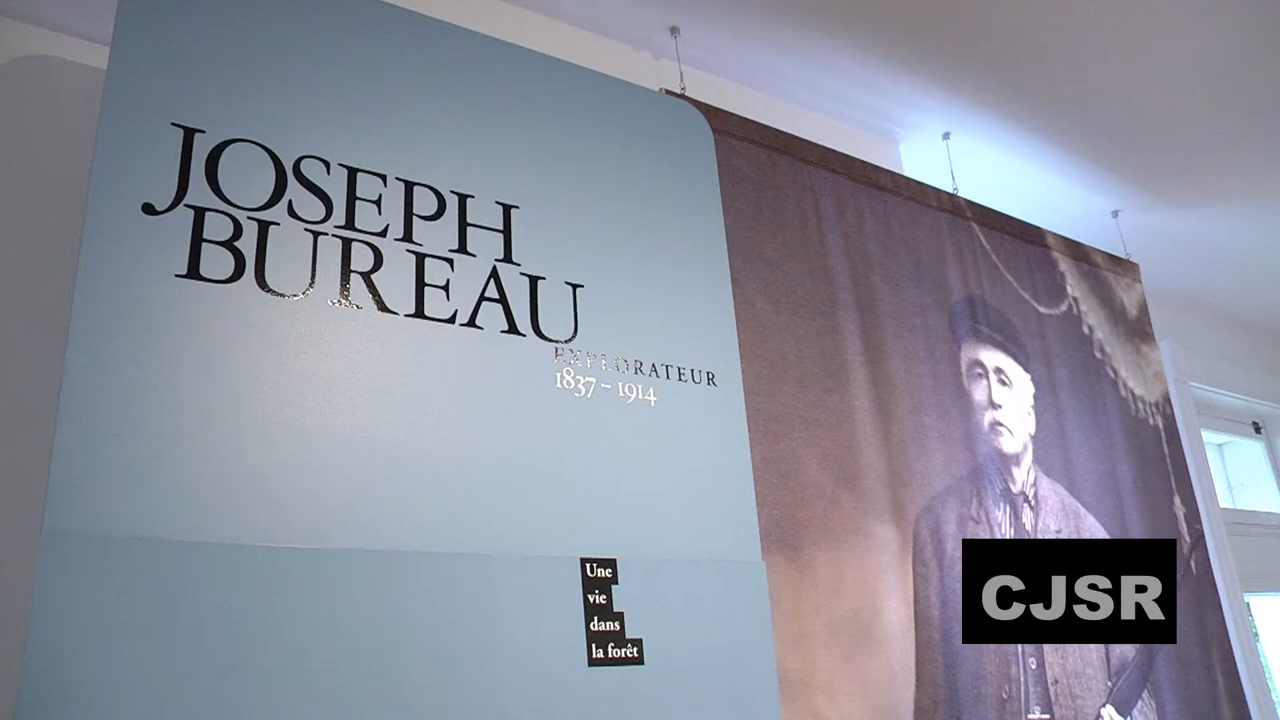 JOSEPH
BUREAU
EXPLORATEUR
1837 – 1914
Une
vie
dans
la forêt
CJSR